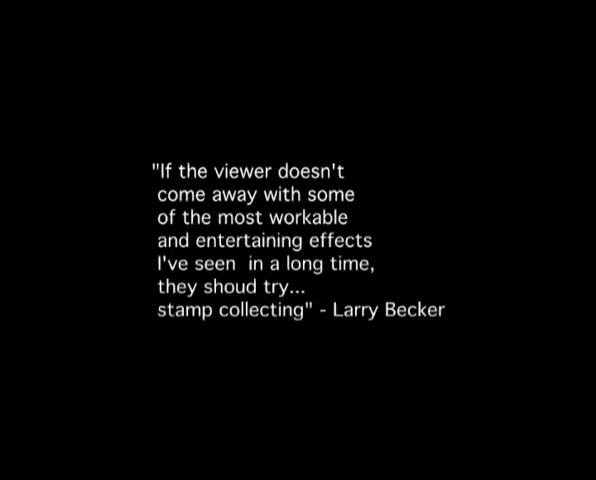 "If the viewer doesn't
come away with some
of the most workable
and entertaining effects
I've seen  in a long time,
they shoud try...
stamp collecting" - Larry Becker